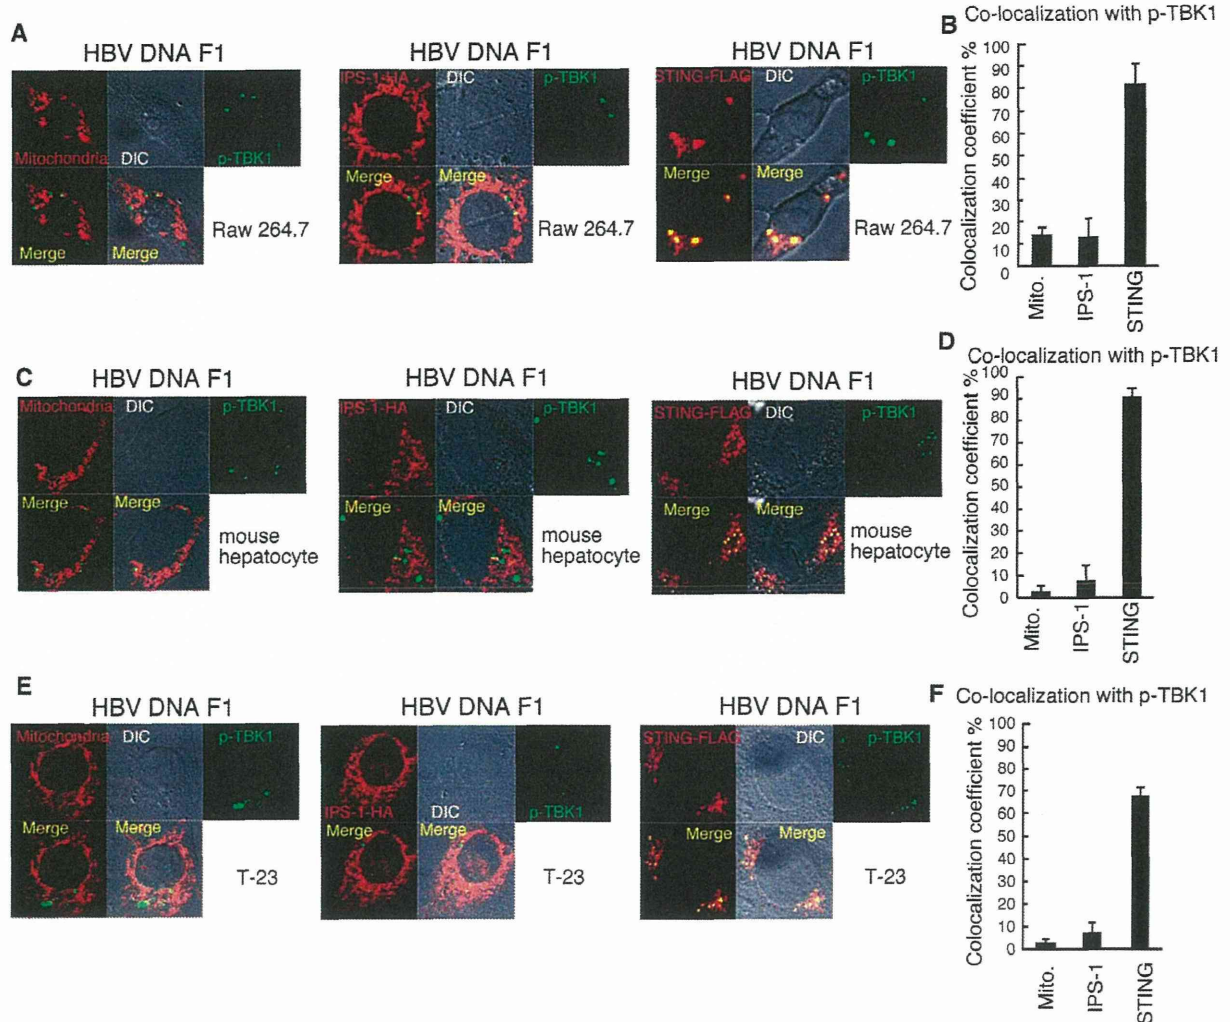 A
HBV DNA F1
Mitochondria
DIC
p-TBK1
Merge
Merge
Raw 264.7
HBV DNA F1
IPS-1-HA
DIC
p-TBK1
Merge
Merge
Raw 264.7
HBV DNA F1
STING-FLAG
DIC
p-TBK1
Merge
Merge
Raw 264.7
B
Co-localization with p-TBK1
Colocalization coefficient %
100
90
80
70
60
50
40
30
20
10
0
Mito.
IPS-1
STING
C
HBV DNA F1
Mitochondria
DIC
p-TBK1
Merge
Merge
mouse
hepatocyte
HBV DNA F1
IPS-1-HA
DIC
p-TBK1
Merge
Merge
mouse
hepatocyte
HBV DNA F1
STING-FLAG
DIC
p-TBK1
Merge
Merge
mouse
hepatocyte
D
Co-localization with p-TBK1
Colocalization coefficient %
100
90
80
70
60
50
40
30
20
10
0
Mito.
IPS-1
STING
E
HBV DNA F1
Mitochondria
DIC
p-TBK1
Merge
Merge
T-23
HBV DNA F1
IPS-1-HA
DIC
p-TBK1
Merge
Merge
T-23
HBV DNA F1
STING-FLAG
DIC
p-TBK1
Merge
Merge
T-23
F
Co-localization with p-TBK1
Colocalization coefficient %
100
90
80
70
60
50
40
30
20
10
0
Mito.
IPS-1
STING